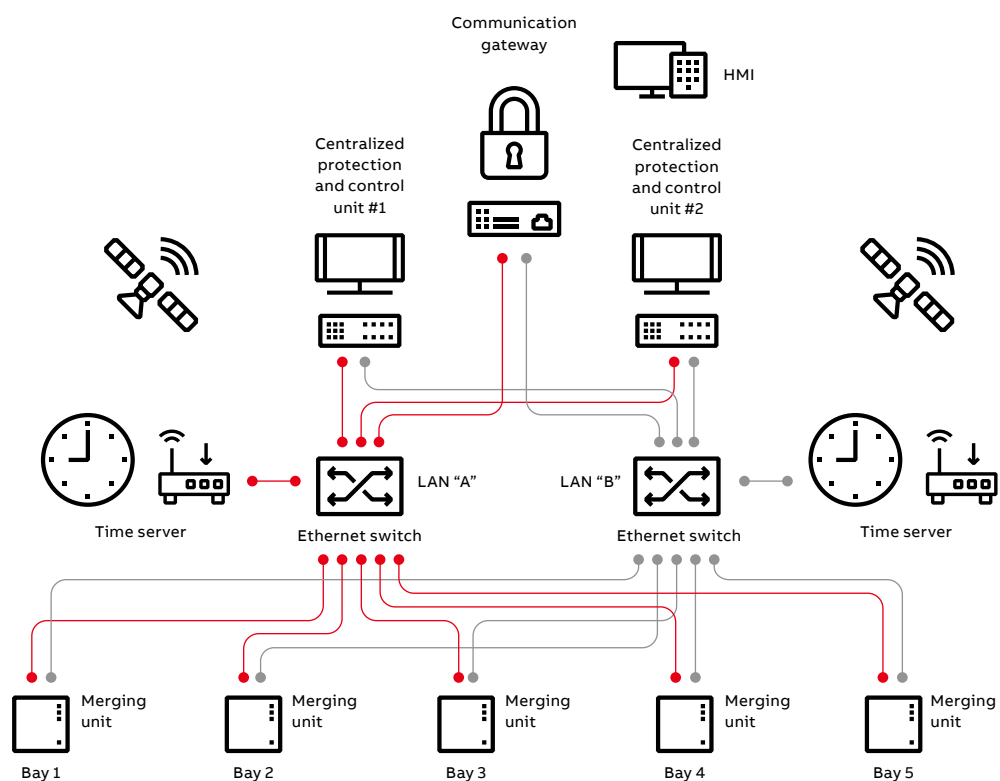 Communication
gateway
HMI
Centralized
protection
and control
unit #1
Centralized
protection
and control
unit #2
LAN “A”
LAN “B”
Time server
Ethernet switch
Ethernet switch
Time server
Merging
unit
Merging
unit
Merging
unit
Merging
unit
Merging
unit
Bay 1
Bay 2
Bay 3
Bay 4
Bay 5